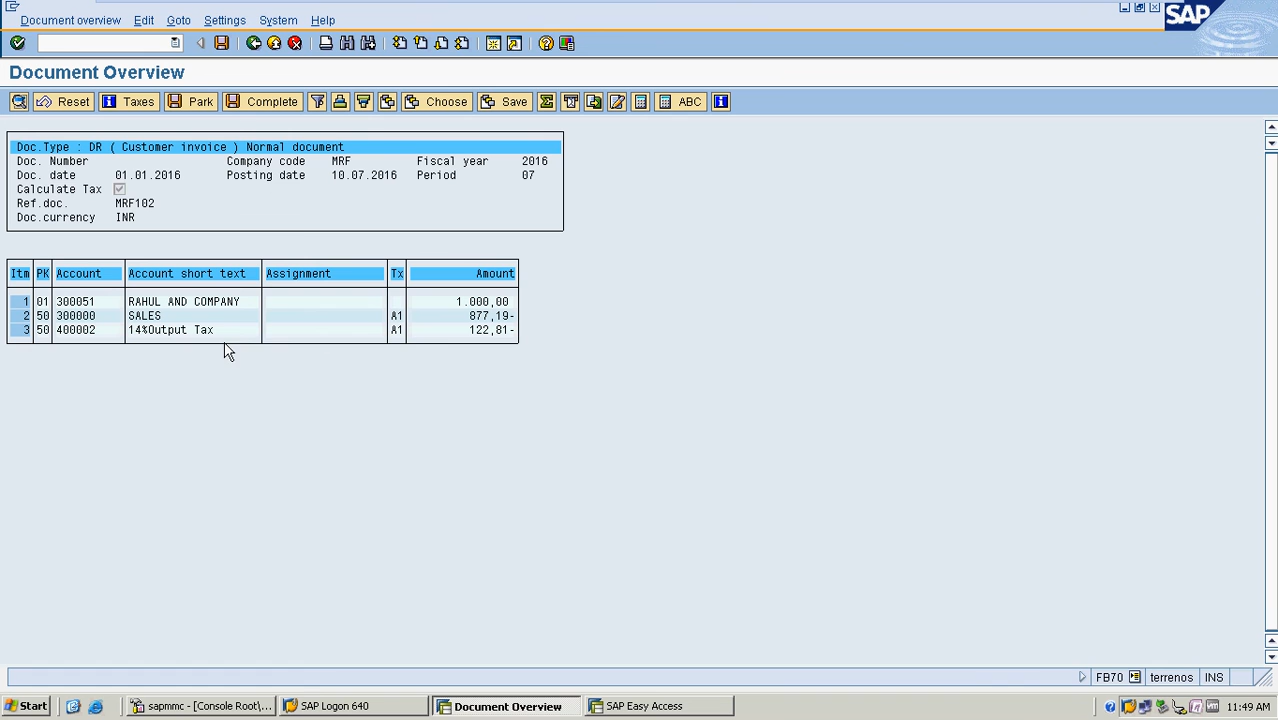 Document overview Edit Goto Settings System Help
SAP
Document Overview
Reset Taxes Park Complete Choose Save ABC
Doc.Type : DR ( Customer invoice ) Normal document
Doc. Number Company code MRF Fiscal year 2016
Doc. date 01.01.2016 Posting date 10.07.2016 Period 07
Calculate Tax
Ref.doc. MRF102
Doc.currency INR
Itm PK Account Account short text Assignment Tx Amount
1 01 300051 RAHUL AND COMPANY 1.000,00
2 50 300000 SALES A1 877,19-
3 50 400002 14%Output Tax A1 122,81-
FB70 terrenos INS
Start sapmmc - [Console Root\... SAP Logon 640 Document Overview SAP Easy Access 11:49 AM